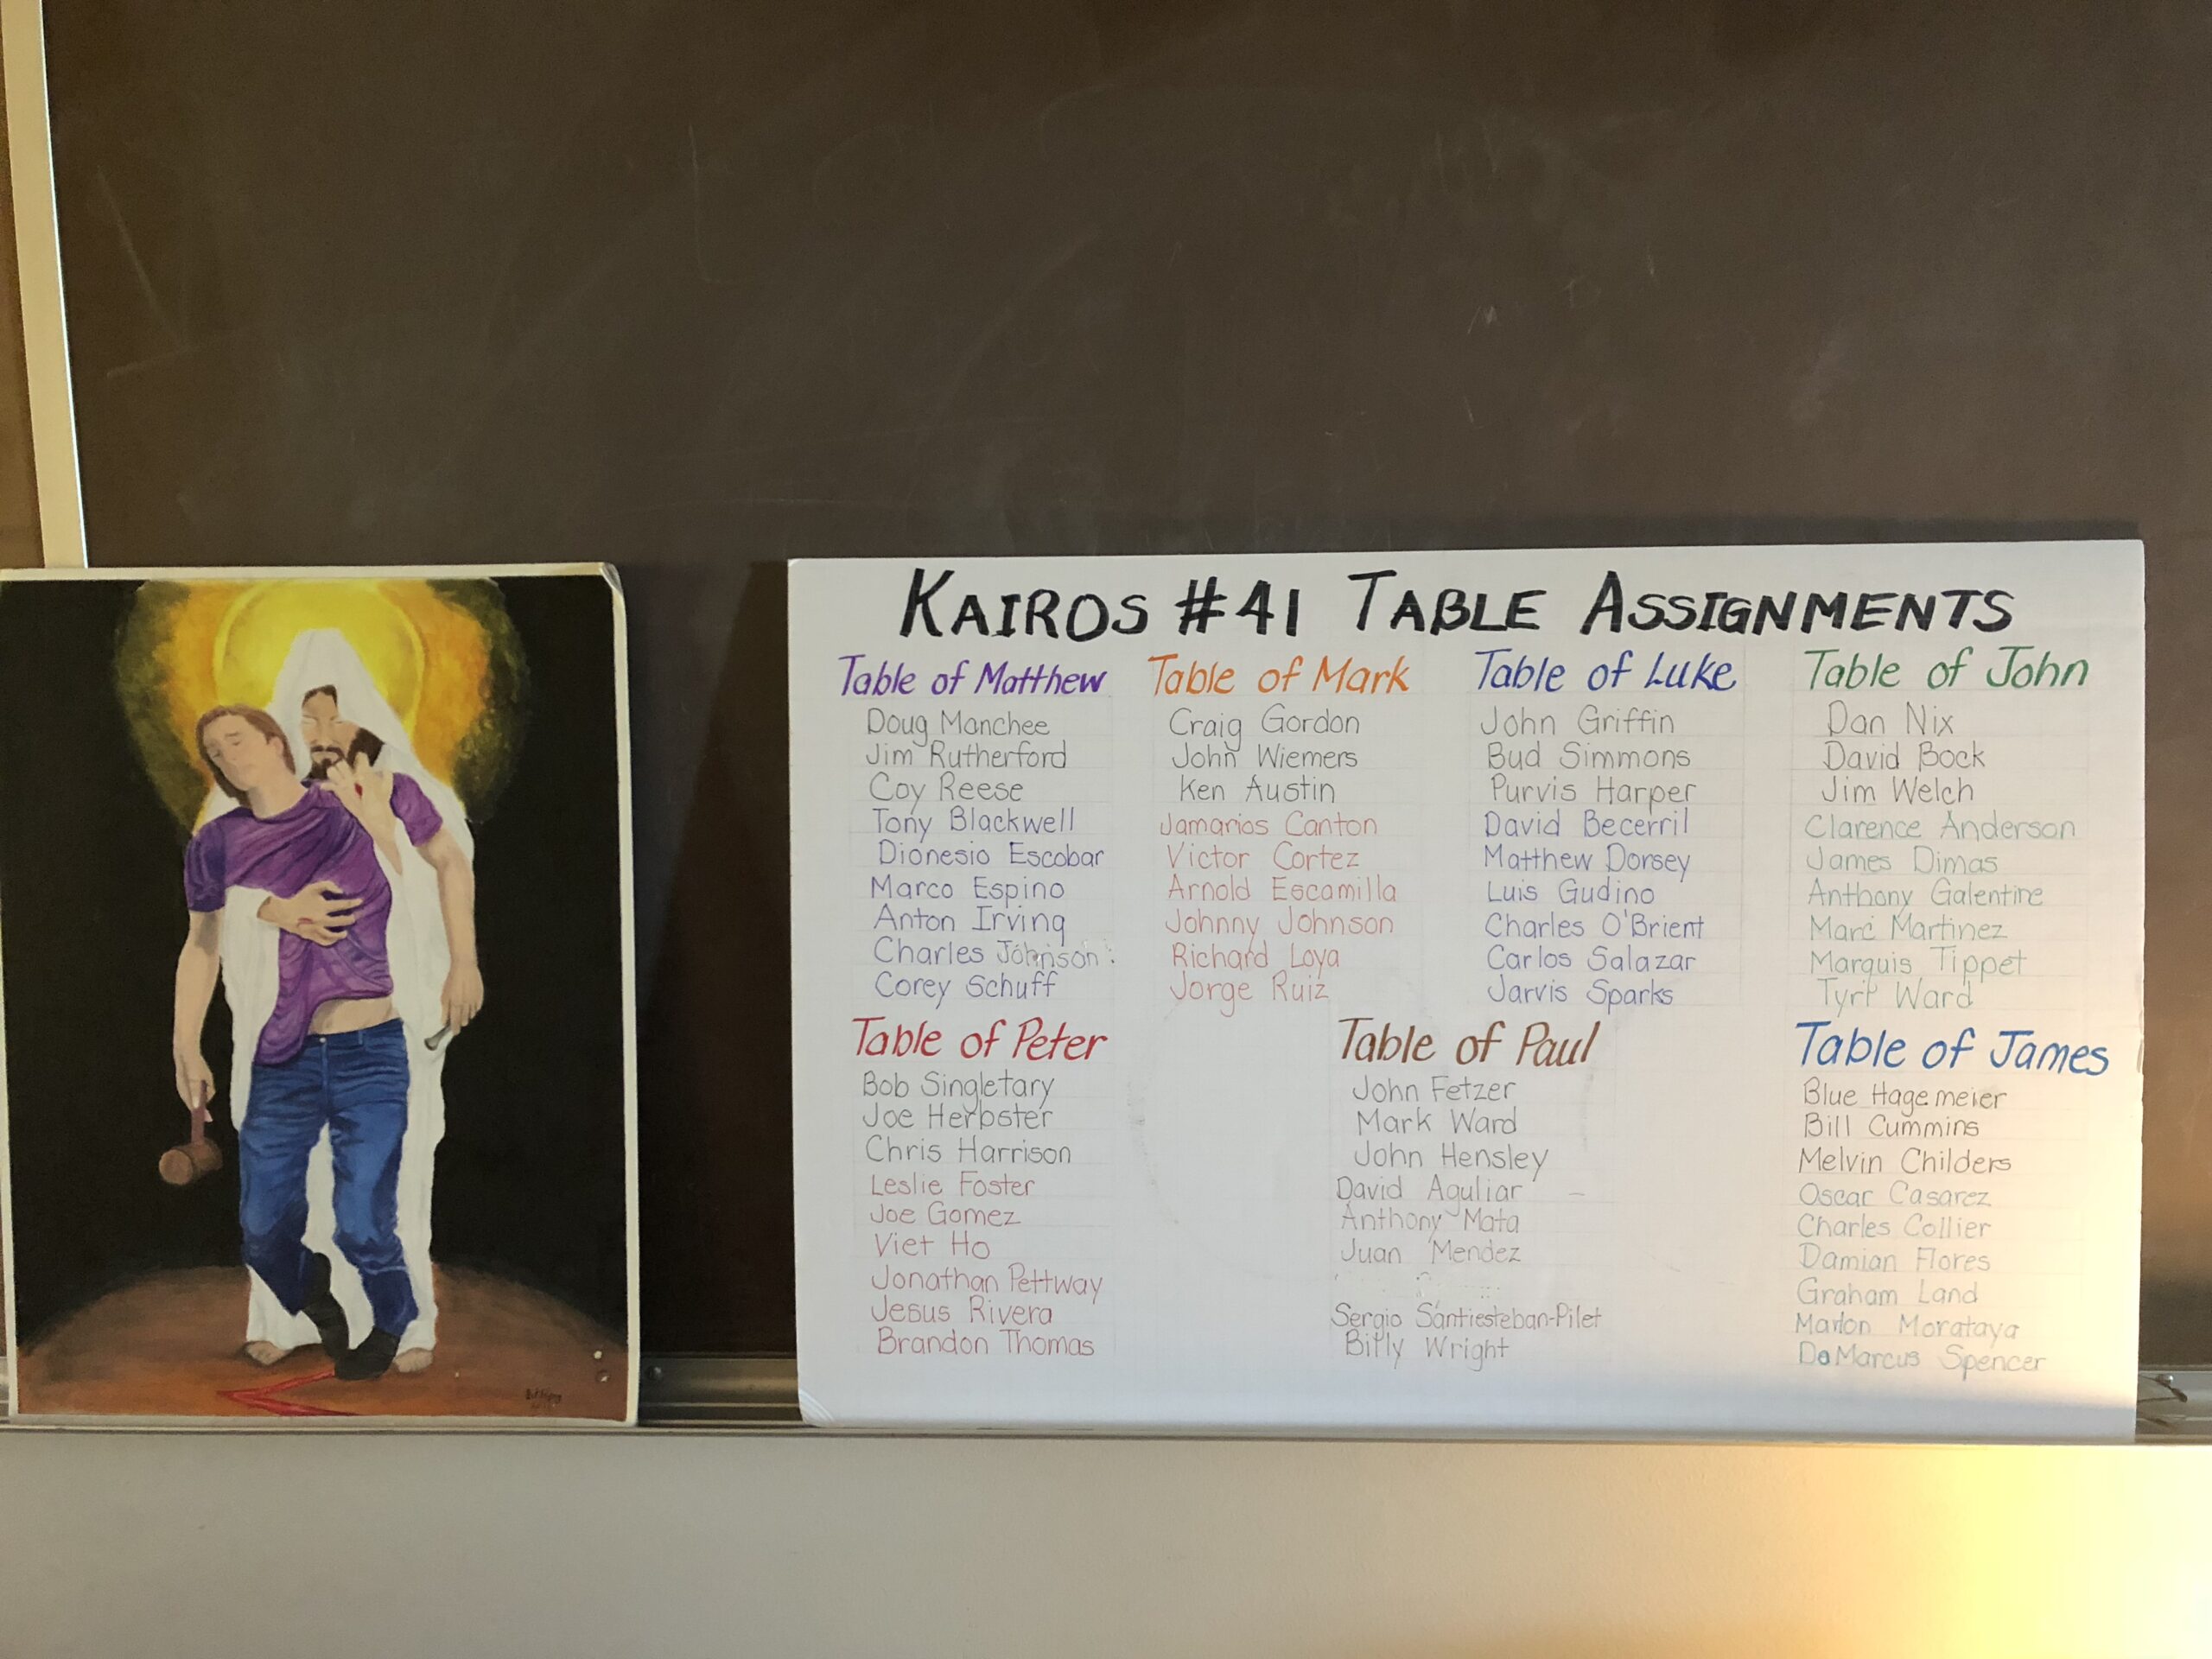 KAIROS #41 TABLE ASSIGNMENTS
Table of Matthew
Doug Manchee
Jim Rutherford
Coy Reese
Tony Blackwell
Dionesio Escobar
Marco Espino
Anton Irving
Charles Johnson
Corey Schuff
Table of Mark
Craig Gordon
John Wiemers
Ken Austin
Jamarios Canton
Victor Cortez
Arnold Escamilla
Johnny Johnson
Richard Loya
Jorge Ruiz
Table of Luke
John Griffin
Bud Simmons
Purvis Harper
David Becerril
Matthew Dorsey
Luis Gudino
Charles O'Brient
Carlos Salazar
Jarvis Sparks
Table of John
Dan Nix
David Bock
Jim Welch
Clarence Anderson
James Dimas
Anthony Galentine
Marc Martinez
Marquis Tippet
Ward
Table of Peter
Bob Singletary
Joe Herbster
Chris Harrison
Leslie Foster
Joe Gomez
Viet Ho
Jonathan Pettway
Jesus Rivera
Brandon Thomas
Table of Paul
John Fetzer
Mark Ward
John Hensley
David Aguliar
Anthony Mata
Juan Mendez
Sergio Santiesteban-Pilet
Billy Wright
Table of James
Blue Hagemeier
Bill Cummins
Melvin Childers
Oscar Casarez
Charles Collier
Damian Flores
Graham Land
Marlon Morataya
DeMarcus Spencer